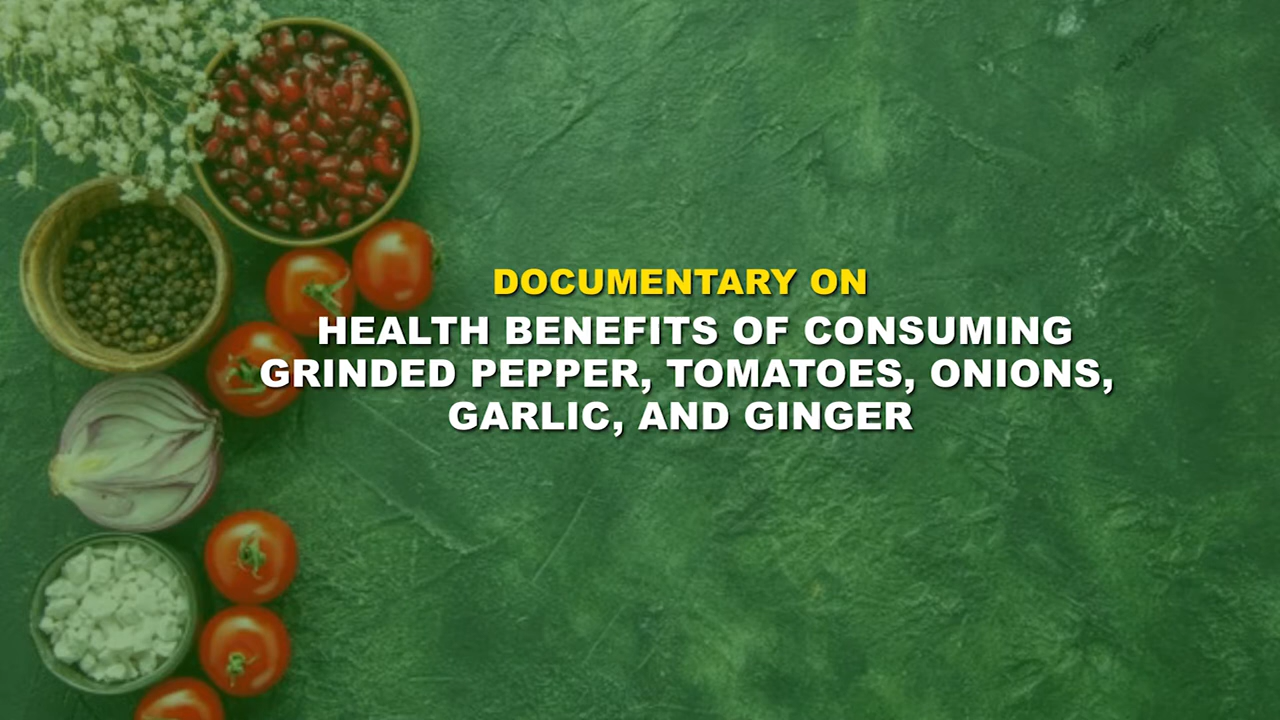 DOCUMENTARY ON
HEALTH BENEFITS OF CONSUMING
GRINDED PEPPER, TOMATOES, ONIONS,
GARLIC, AND GINGER